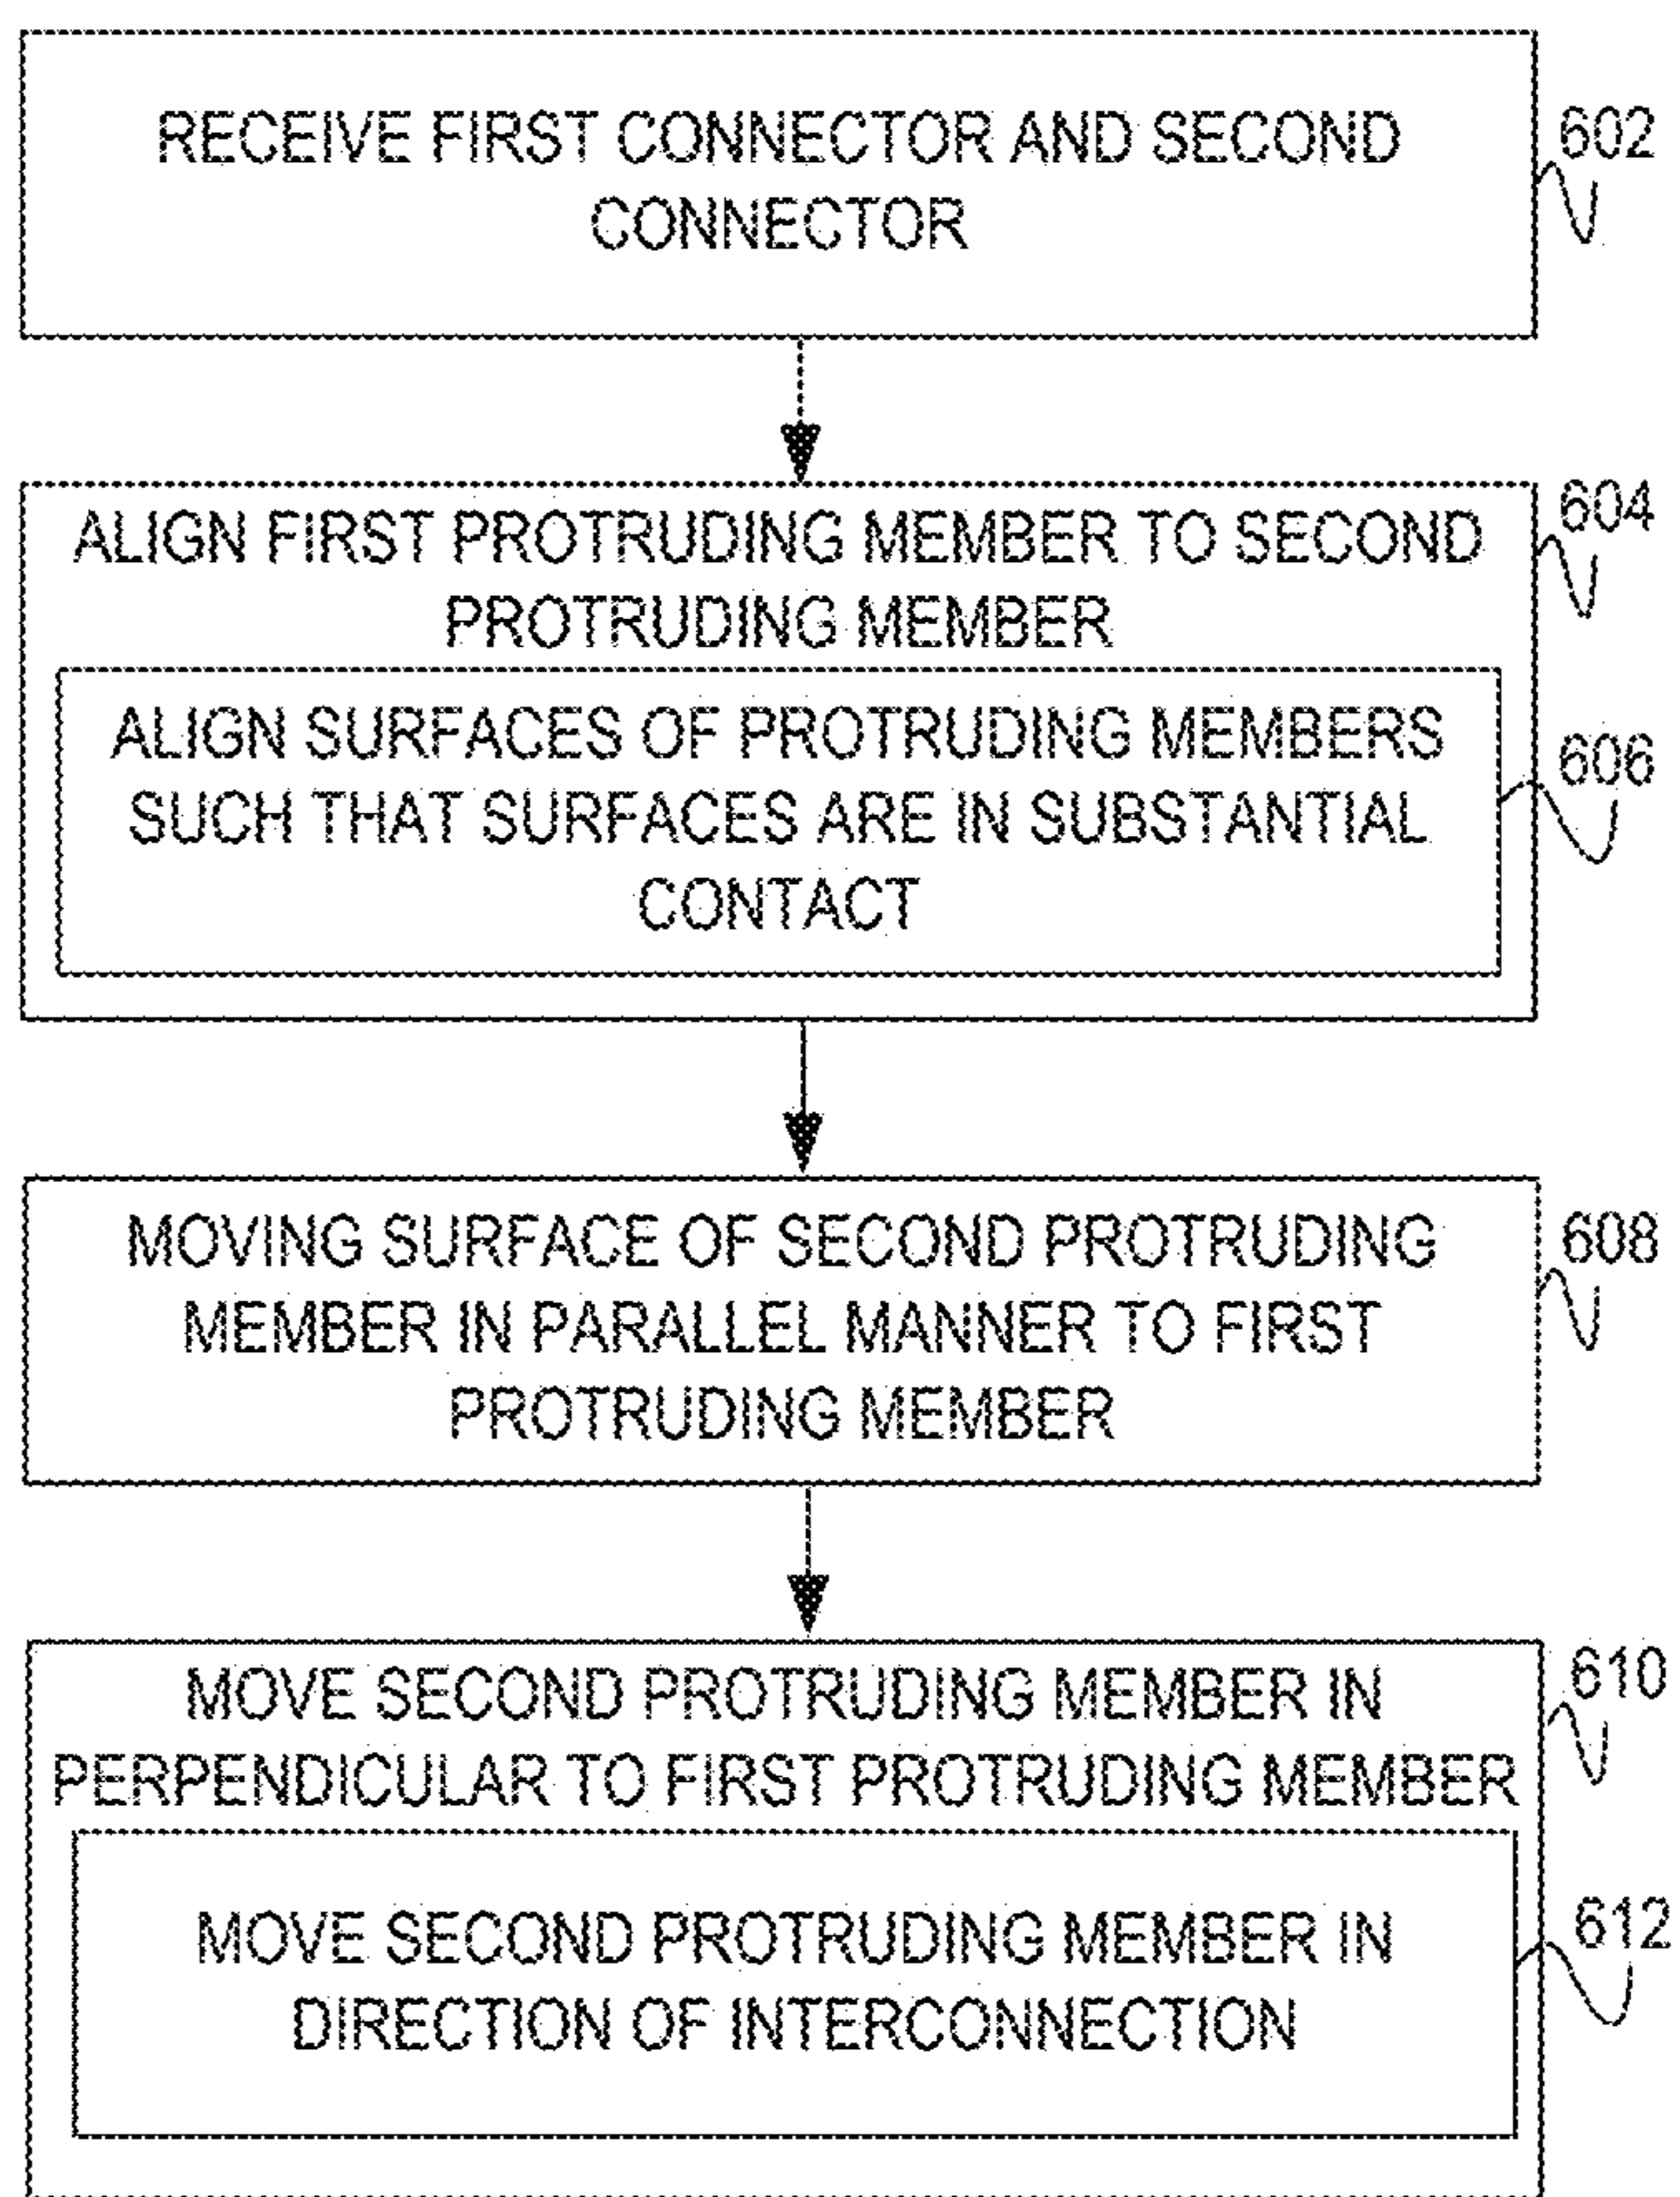 RECEIVE FIRST CONNECTOR AND SECOND
CONNECTOR
602
ALIGN FIRST PROTRUDING MEMBER TO SECOND
PROTRUDING MEMBER
604
ALIGN SURFACES OF PROTRUDING MEMBERS
SUCH THAT SURFACES ARE IN SUBSTANTIAL
CONTACT
606
MOVING SURFACE OF SECOND PROTRUDING
MEMBER IN PARALLEL MANNER TO FIRST
PROTRUDING MEMBER
608
MOVE SECOND PROTRUDING MEMBER IN
PERPENDICULAR TO FIRST PROTRUDING MEMBER
610
MOVE SECOND PROTRUDING MEMBER IN
DIRECTION OF INTERCONNECTION
612